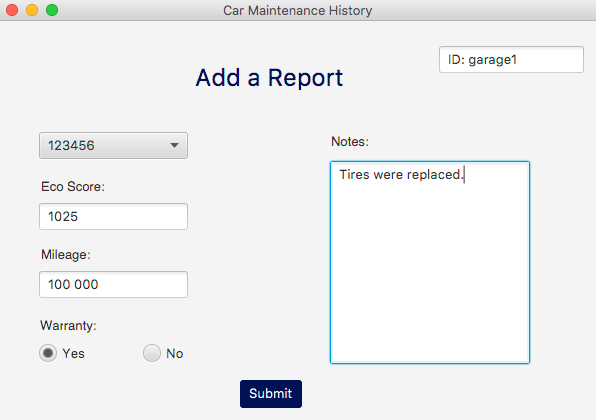 Car Maintenance History
ID: garage1
Add a Report
123456
Eco Score:
1025
Mileage:
100 000
Warranty:
Yes No
Notes:
Tires were replaced.
Submit